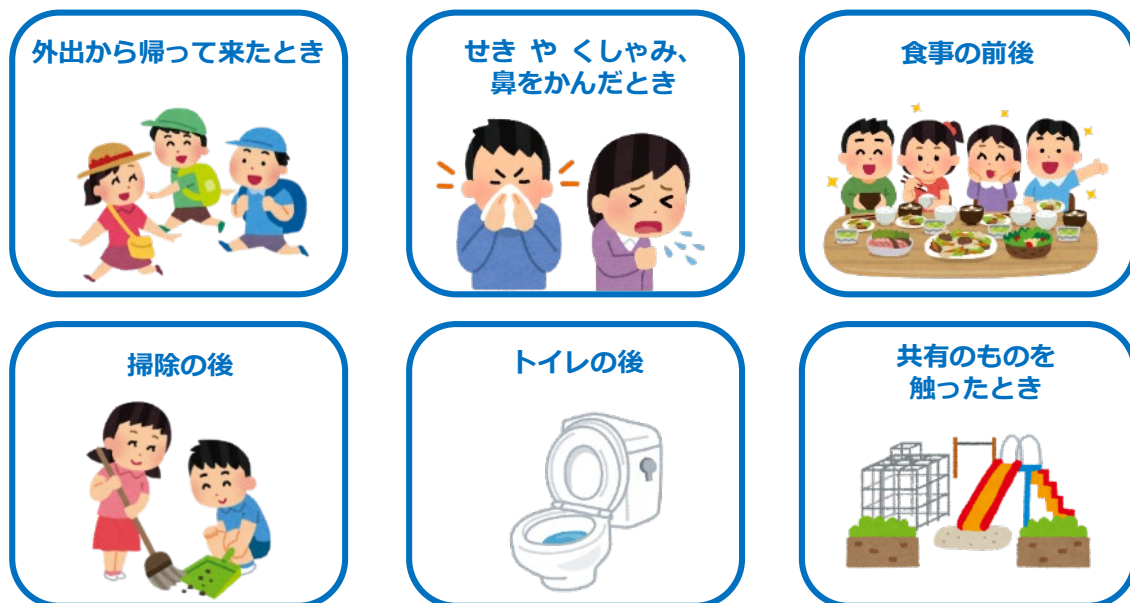 外出から帰って来たとき
せき や くしゃみ、
鼻をかんだとき
食事の前後
掃除の後
トイレの後
共有のものを
触ったとき